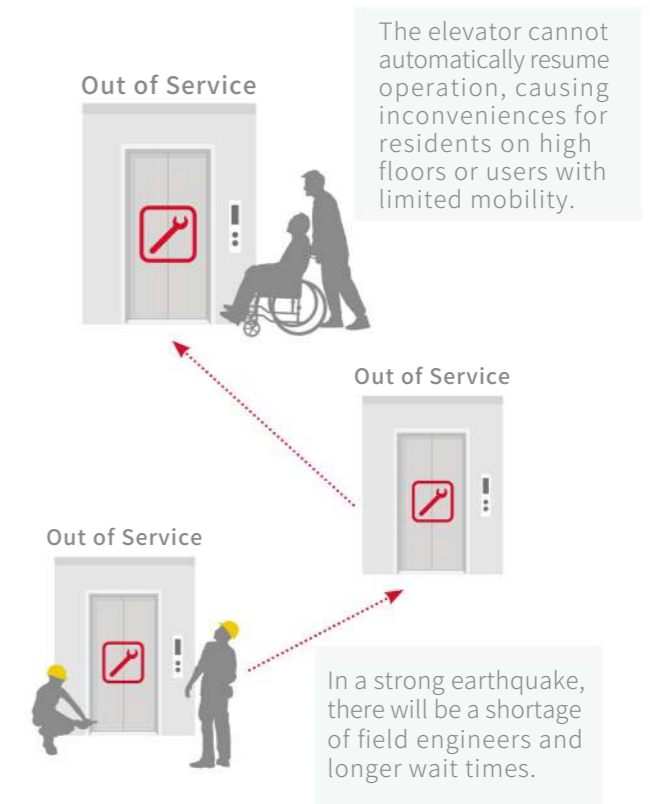 The elevator cannot
automatically resume
operation, causing
inconveniences for
residents on high
floors or users with
limited mobility.
Out of Service
Out of Service
Out of Service
In a strong earthquake,
there will be a shortage
of field engineers and
longer wait times.